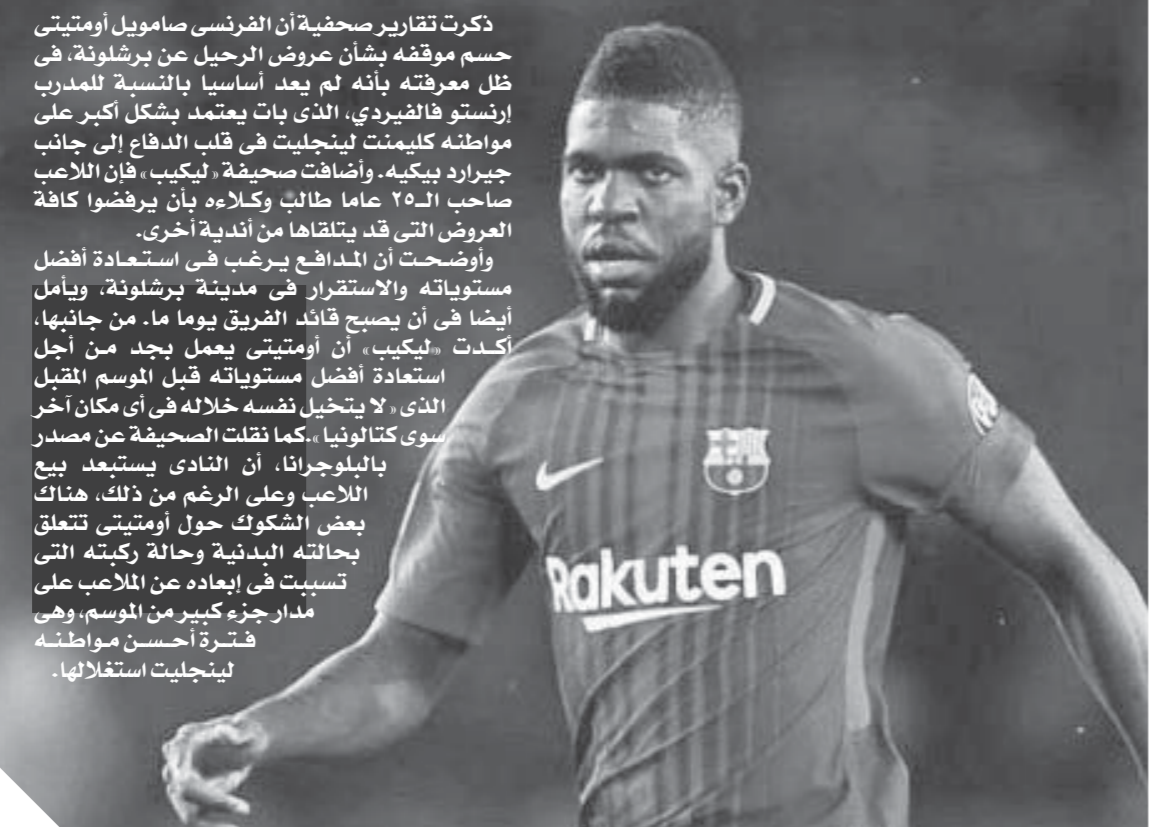 ذكرت تقارير صحفية أن الفرنسى صامويل أومتيتى
حسم موقفه بشأن عروض الرحيل عن برشلونة، فى
ظل معرفته بأنه لم يعد أساسيا بالنسبة للمدرب
إرنستو فالفيردي، الذى بات يعتمد بشكل أكبر على
مواطنه كليمنت لينجليت فى قلب الدفاع إلى جانب
جيرارد بيكيه. وأضافت صحيفة «ليكيب» فإن اللاعب
صاحب الـ٢٥ عاما طالب وكلاءه بأن يرفضوا كافة
العروض التى قد يتلقاها من أندية أخرى.
وأوضحت أن المدافع يرغب فى استعادة أفضل
مستوياته والاستقرار فى مدينة برشلونة، ويأمل
أيضا فى أن يصبح قائد الفريق يوما ما. من جانبها،
أكدت «ليكيب» أن أومتيتى يعمل بجد من أجل
استعادة أفضل مستوياته قبل الموسم المقبل
الذى «لا يتخيل نفسه خلاله فى أى مكان آخر
سوى كتالونيا».كما نقلت الصحيفة عن مصدر
بالبلوجرانا، أن النادى يستبعد بيع
اللاعب وعلى الرغم من ذلك، هناك
بعض الشكوك حول أومتيتى تتعلق
بحالته البدنية وحالة ركبته التى
تسببت فى إبعاده عن الملاعب على
مدار جزء كبير من الموسم، وهى
فترة أحسن مواطنه
لينجليت استغلالها.
Rakuten